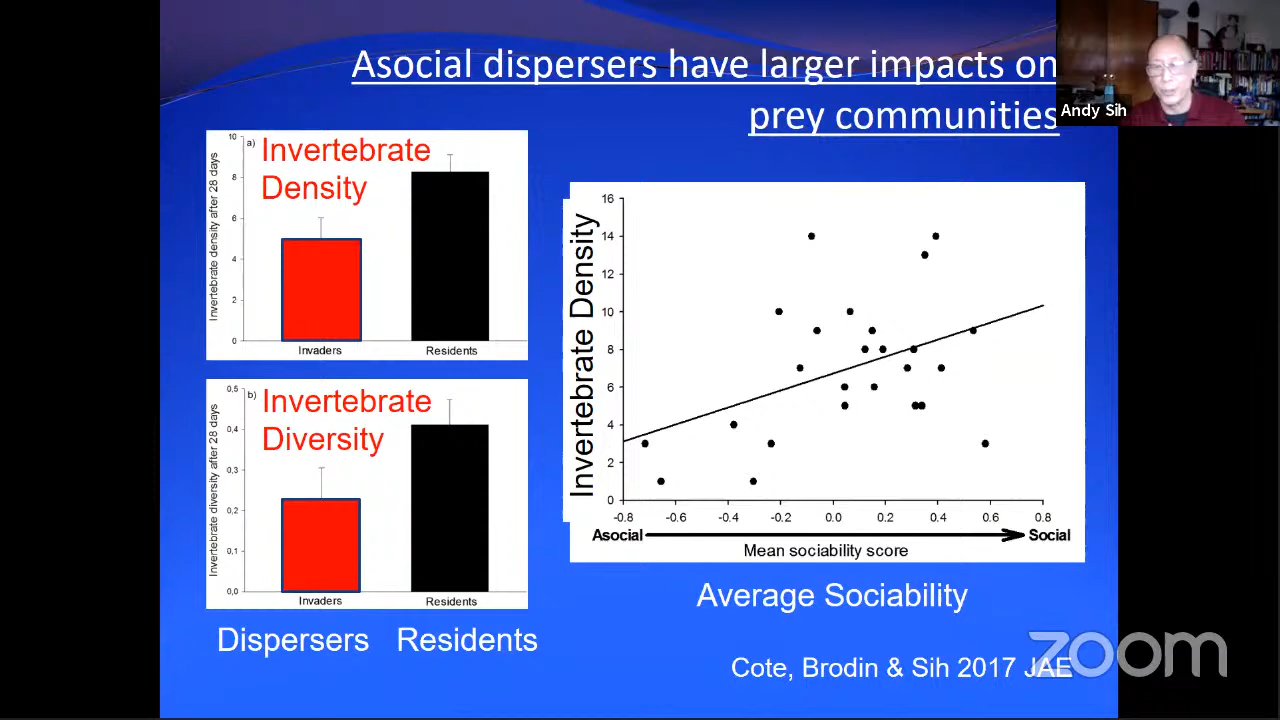 Asocial dispersers have larger impacts on
prey communities
Andy Sih
a)
Invertebrate
Density
Invertebrate density after 28 days
10
8
6
4
2
0
Invaders
Residents
b)
Invertebrate
Diversity
Invertebrate diversity after 28 days
0,5
0,4
0,3
0,2
0,1
0,0
Invaders
Residents
Dispersers
Residents
Invertebrate Density
16
14
12
10
8
6
4
2
0
-0.8 -0.6 -0.4 -0.2 0.0 0.2 0.4 0.6 0.8
Asocial
Social
Mean sociability score
Average Sociability
Cote, Brodin & Sih 2017 JAE
zoom